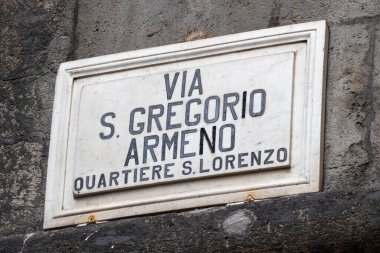 VIA
S. GREGORIO
ARMENO
QUARTIERE S. LORENZO